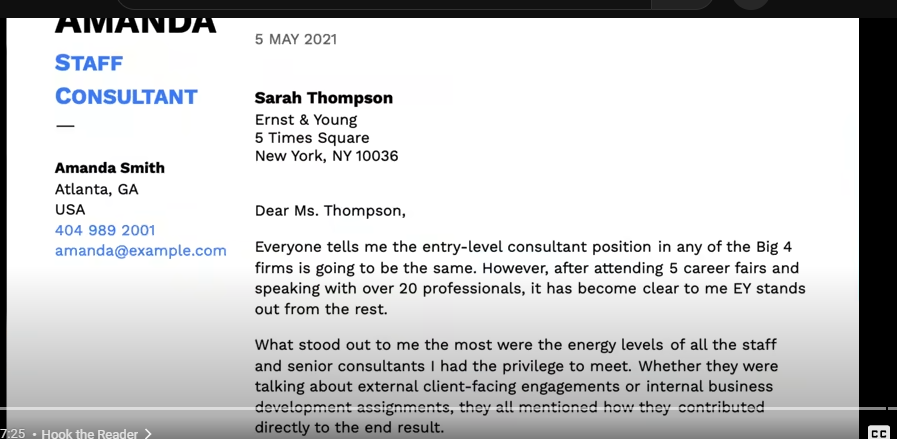 AMANDA
STAFF
CONSULTANT
—
Amanda Smith
Atlanta, GA
USA
404 989 2001
amanda@example.com
5 MAY 2021
Sarah Thompson
Ernst & Young
5 Times Square
New York, NY 10036
Dear Ms. Thompson,
Everyone tells me the entry-level consultant position in any of the Big 4
firms is going to be the same. However, after attending 5 career fairs and
speaking with over 20 professionals, it has become clear to me EY stands
out from the rest.
What stood out to me the most were the energy levels of all the staff
and senior consultants I had the privilege to meet. Whether they were
talking about external client-facing engagements or internal business
development assignments, they all mentioned how they contributed
directly to the end result.
7:25 • Hook the Reader >
CC